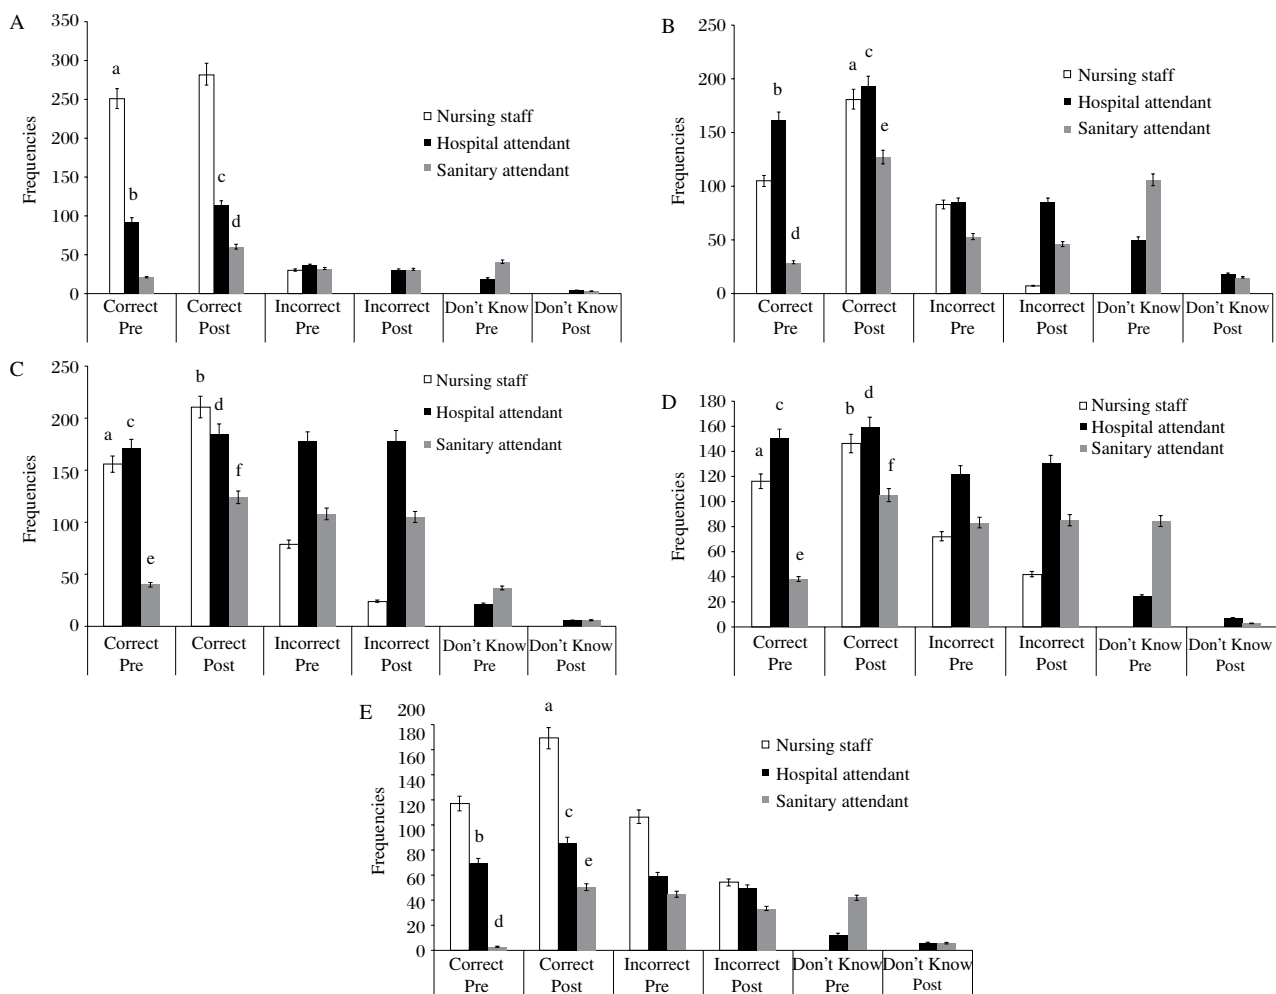 A
350
300
250
200
150
100
50
0
Frequencies
a
b
c
d
Nursing staff
Hospital attendant
Sanitary attendant
Correct
Pre
Correct
Post
Incorrect
Pre
Incorrect
Post
Don't Know
Pre
Don't Know
Post
B
250
200
150
100
50
0
Frequencies
b
d
a
c
e
Nursing staff
Hospital attendant
Sanitary attendant
Correct
Pre
Correct
Post
Incorrect
Pre
Incorrect
Post
Don't Know
Pre
Don't Know
Post
C
250
200
150
100
50
0
Frequencies
a
c
e
b
d
f
Nursing staff
Hospital attendant
Sanitary attendant
Correct
Pre
Correct
Post
Incorrect
Pre
Incorrect
Post
Don't Know
Pre
Don't Know
Post
D
180
160
140
120
100
80
60
40
20
0
Frequencies
a
c
e
b
d
f
Nursing staff
Hospital attendant
Sanitary attendant
Correct
Pre
Correct
Post
Incorrect
Pre
Incorrect
Post
Don't Know
Pre
Don't Know
Post
E
200
180
160
140
120
100
80
60
40
20
0
Frequencies
b
d
a
c
e
Nursing staff
Hospital attendant
Sanitary attendant
Correct
Pre
Correct
Post
Incorrect
Pre
Incorrect
Post
Don't Know
Pre
Don't Know
Post